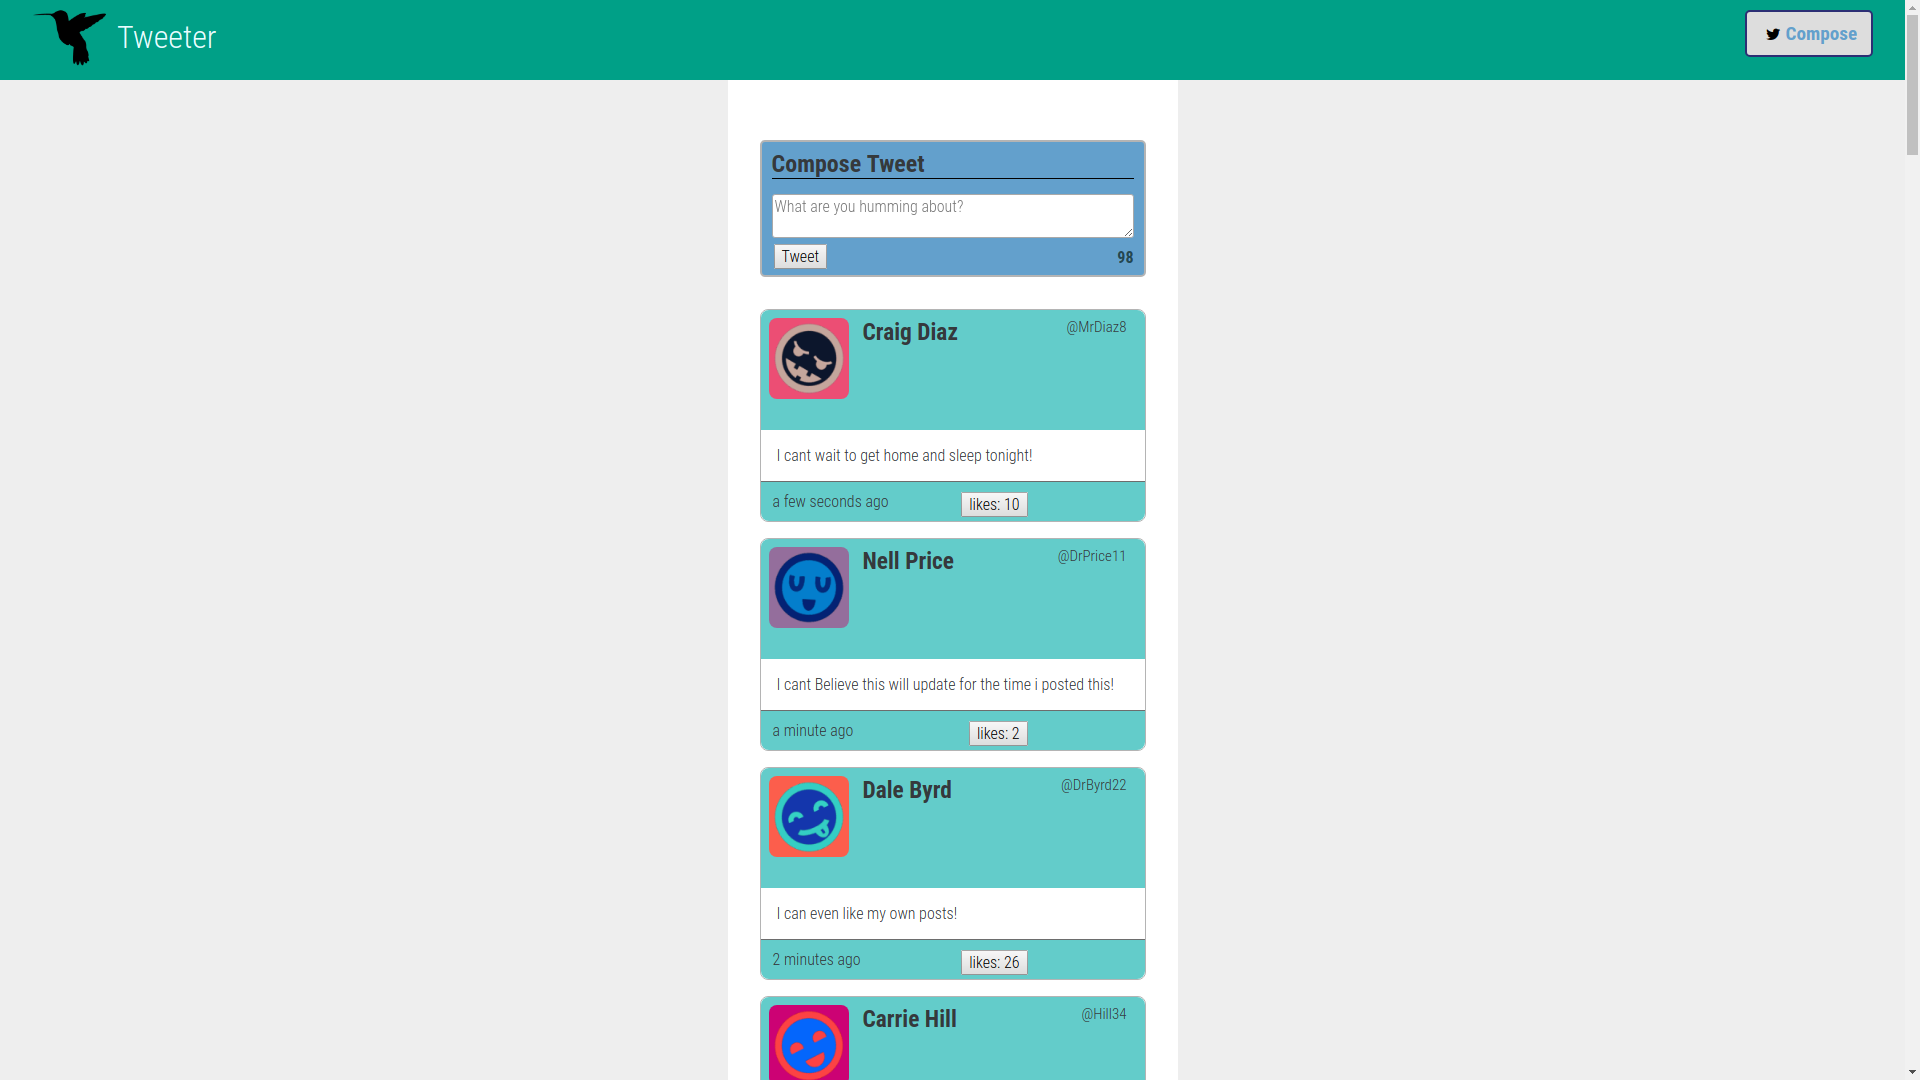 Tweeter
Compose
Compose Tweet
What are you humming about?
Tweet
98
Craig Diaz
@MrDiaz8
I cant wait to get home and sleep tonight!
a few seconds ago
likes: 10
Nell Price
@DrPrice11
I cant Believe this will update for the time i posted this!
a minute ago
likes: 2
Dale Byrd
@DrByrd22
I can even like my own posts!
2 minutes ago
likes: 26
Carrie Hill
@Hill34